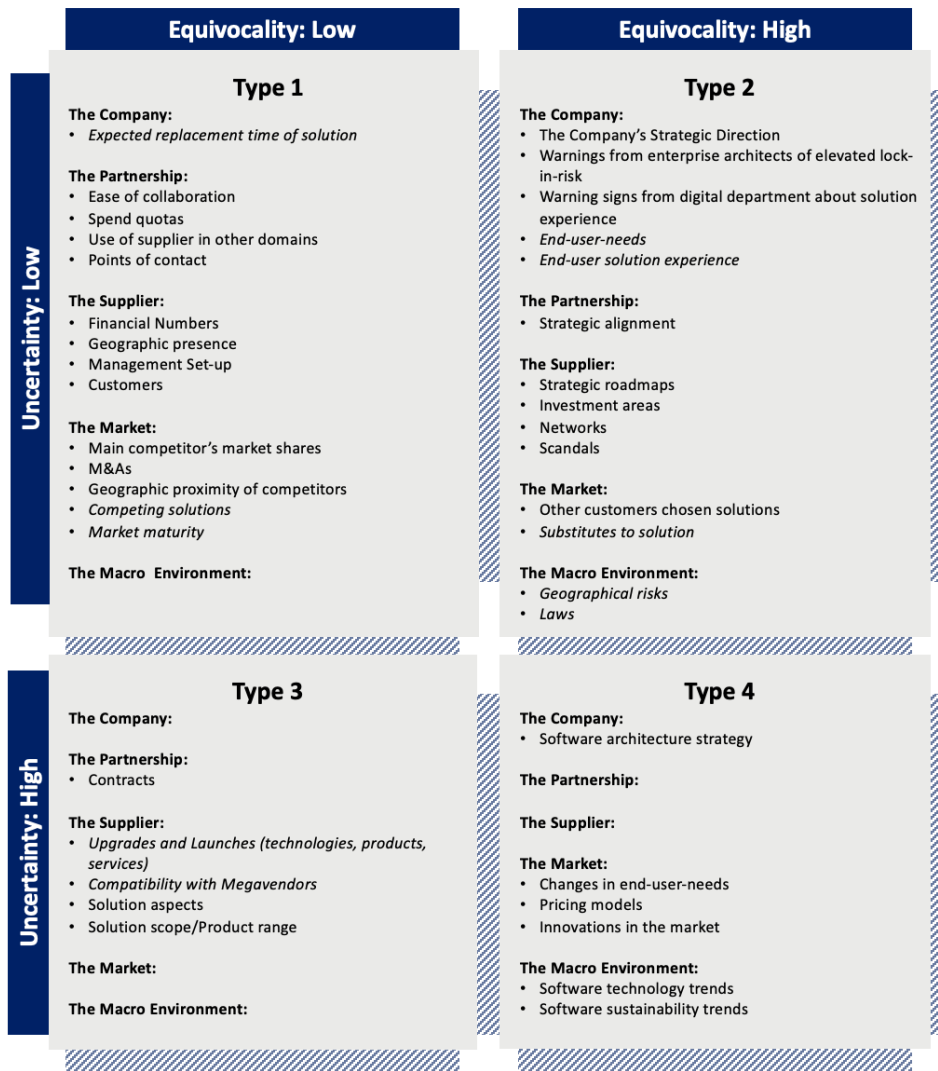 Equivocality: Low
Equivocality: High
Uncertainty: Low
Type 1
The Company:
• Expected replacement time of solution
The Partnership:
• Ease of collaboration
• Spend quotas
• Use of supplier in other domains
• Points of contact
The Supplier:
• Financial Numbers
• Geographic presence
• Management Set-up
• Customers
The Market:
• Main competitor’s market shares
• M&As
• Geographic proximity of competitors
• Competing solutions
• Market maturity
The Macro  Environment:
Type 2
The Company:
• The Company’s Strategic Direction
• Warnings from enterprise architects of elevated lock-
in-risk
• Warning signs from digital department about solution
experience
• End-user-needs
• End-user solution experience
The Partnership:
• Strategic alignment
The Supplier:
• Strategic roadmaps
• Investment areas
• Networks
• Scandals
The Market:
• Other customers chosen solutions
• Substitutes to solution
The Macro Environment:
• Geographical risks
• Laws
Uncertainty: High
Type 3
The Company:
The Partnership:
• Contracts
The Supplier:
• Upgrades and Launches (technologies, products,
services)
• Compatibility with Megavendors
• Solution aspects
• Solution scope/Product range
The Market:
The Macro Environment:
Type 4
The Company:
• Software architecture strategy
The Partnership:
The Supplier:
The Market:
• Changes in end-user-needs
• Pricing models
• Innovations in the market
The Macro Environment:
• Software technology trends
• Software sustainability trends